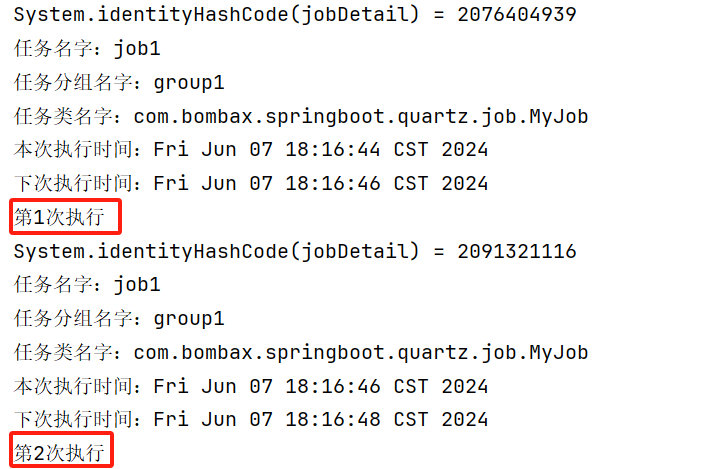 System.identityHashCode(jobDetail) = 2076404939
任务名字：job1
任务分组名字：group1
任务类名字：com.bombax.springboot.quartz.job.MyJob
本次执行时间：Fri Jun 07 18:16:44 CST 2024
下次执行时间：Fri Jun 07 18:16:46 CST 2024
第1次执行
System.identityHashCode(jobDetail) = 2091321116
任务名字：job1
任务分组名字：group1
任务类名字：com.bombax.springboot.quartz.job.MyJob
本次执行时间：Fri Jun 07 18:16:46 CST 2024
下次执行时间：Fri Jun 07 18:16:48 CST 2024
第2次执行